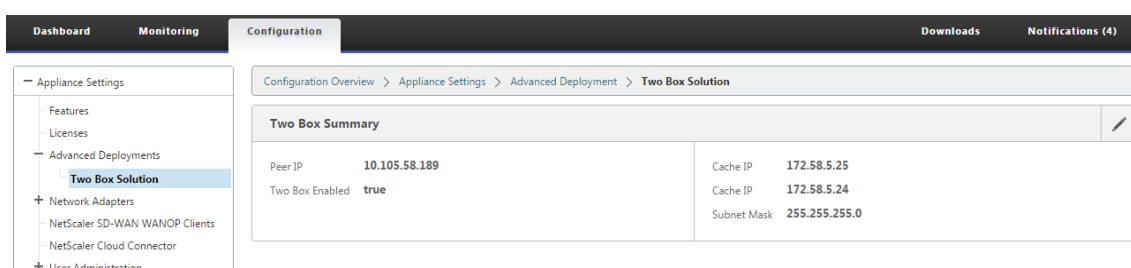 Dashboard Monitoring Configuration Downloads Notifications (4)
Appliance Settings
Features
Licenses
Advanced Deployments
Two Box Solution
Network Adapters
NetScaler SD-WAN WANOP Clients
NetScaler Cloud Connector
User Administration
Configuration Overview > Appliance Settings > Advanced Deployment > Two Box Solution
Two Box Summary
Peer IP 10.105.58.189
Two Box Enabled true
Cache IP 172.58.5.25
Cache IP 172.58.5.24
Subnet Mask 255.255.255.0